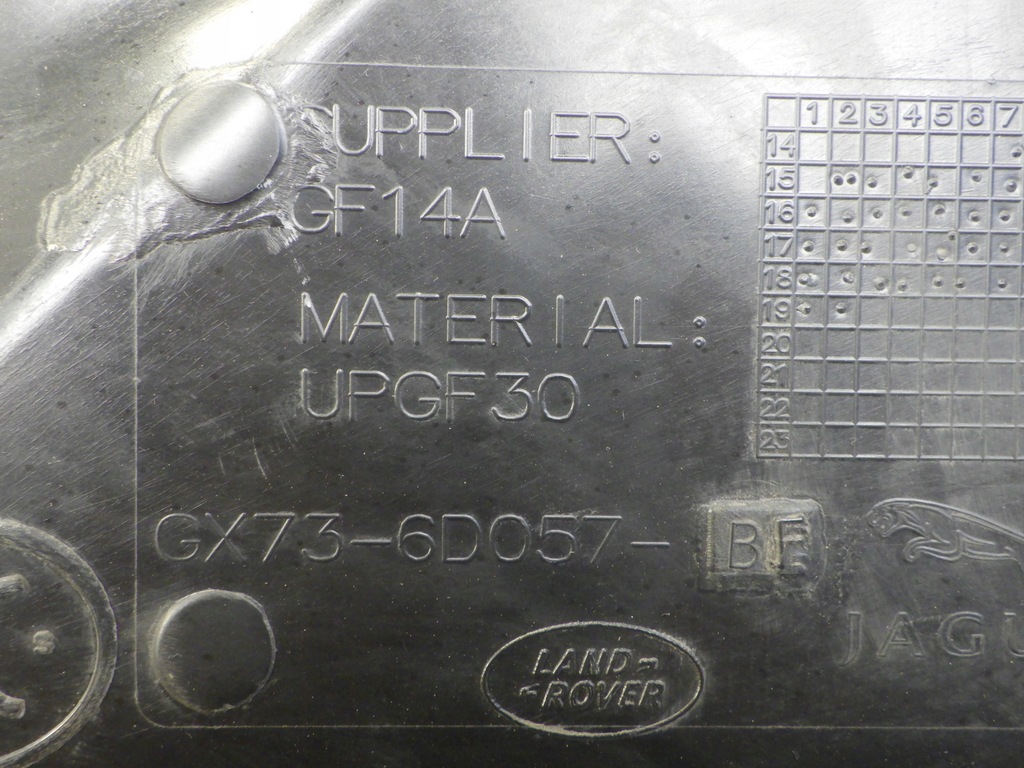 SUPPLIER:
GF14A
MATERIAL:
UPGF30
GX73-6D057- BF
LAND-
-ROVER
JAGU
1 2 3 4 5 6 7
14
15
16
17
18
19
20
21
22
23